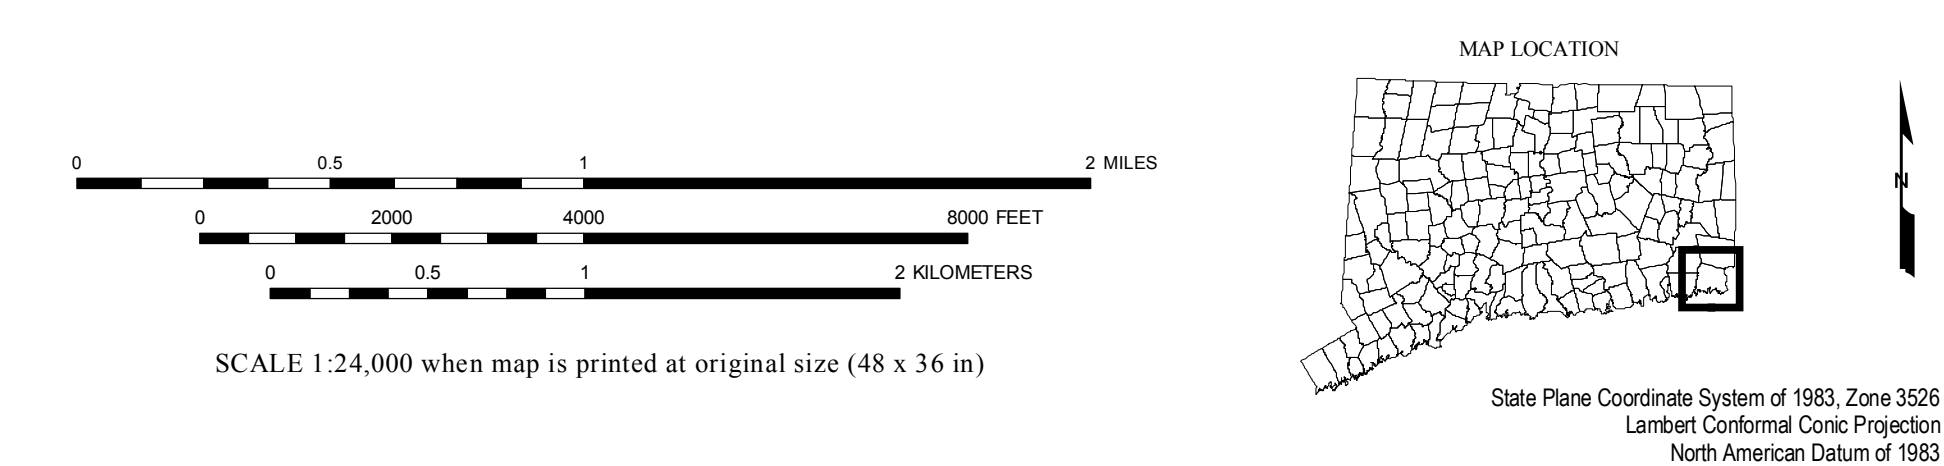 MAP LOCATION
0 0.5 1 2 MILES
0 2000 4000 8000 FEET
N
0 0.5 1 2 KILOMETERS
SCALE 1:24,000 when map is printed at original size (48 x 36 in)
State Plane Coordinate System of 1983, Zone 3526
Lambert Conformal Conic Projection
North American Datum of 1983